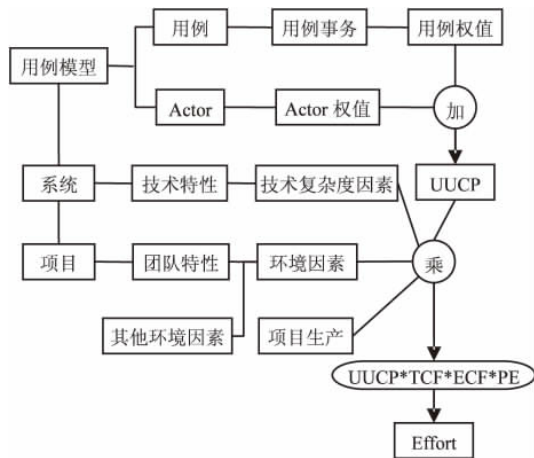 用例
用例事务
用例权值
用例模型
Actor
Actor 权值
加
系统
技术特性
技术复杂度因素
UUCP
项目
团队特性
环境因素
乘
其他环境因素
项目生产
UUCP*TCF*ECF*PE
Effort